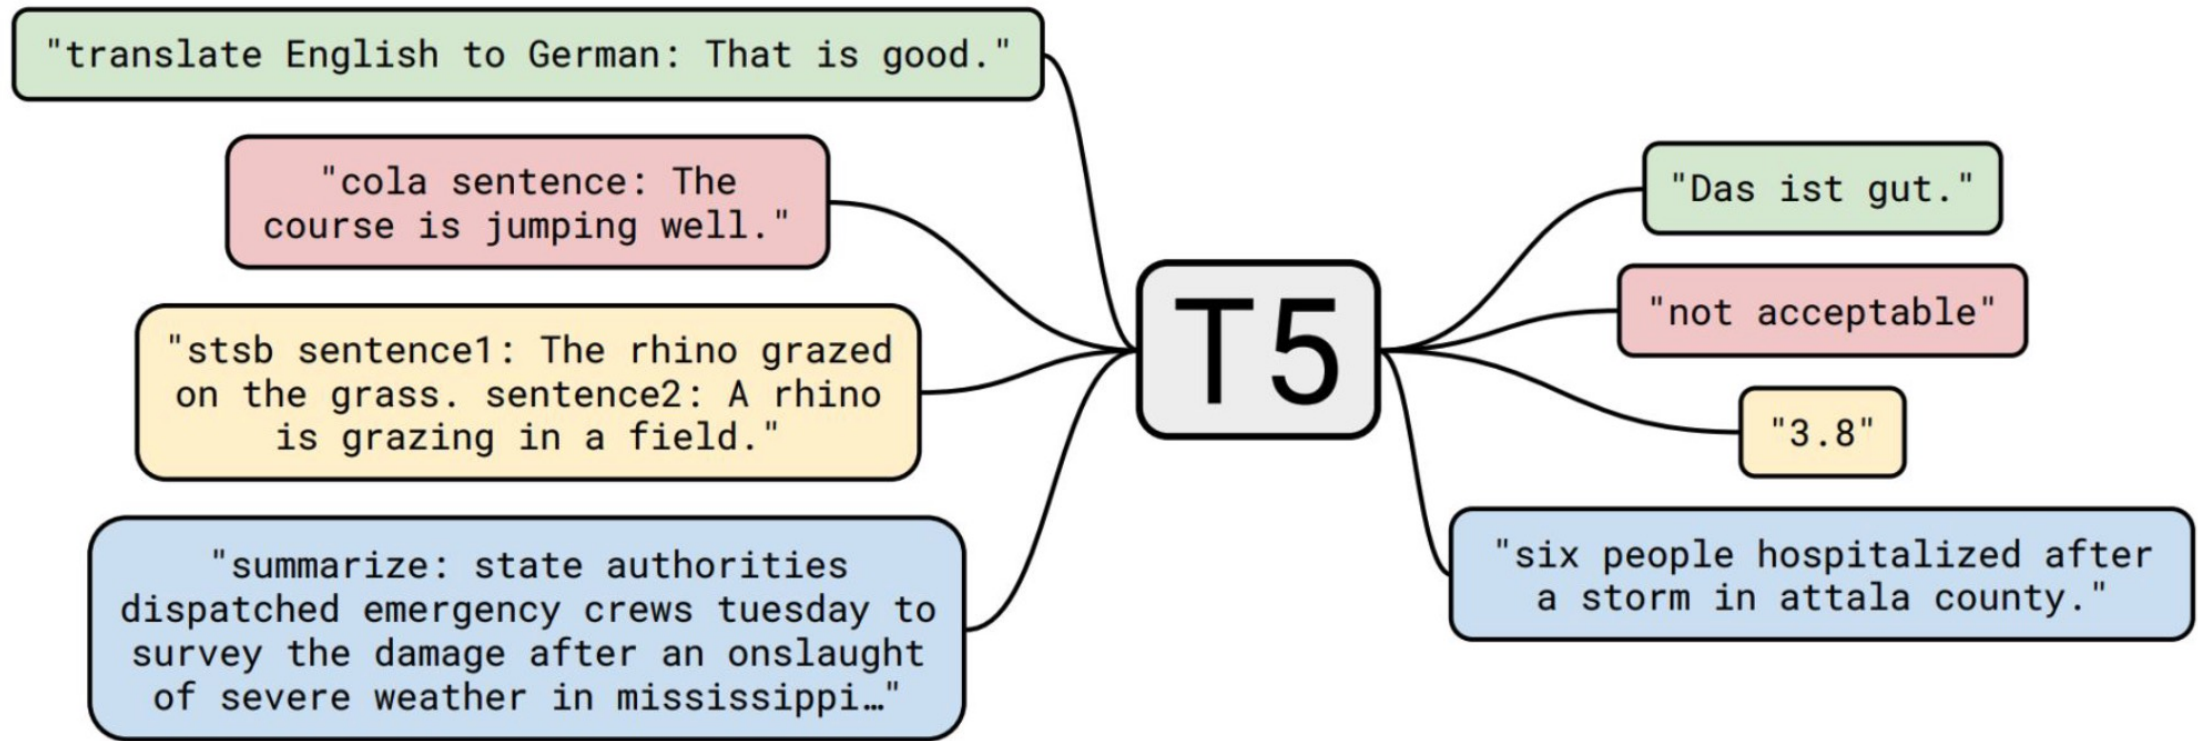 "translate English to German: That is good."
"cola sentence: The
course is jumping well."
"stsb sentence1: The rhino grazed
on the grass. sentence2: A rhino
is grazing in a field."
"summarize: state authorities
dispatched emergency crews tuesday to
survey the damage after an onslaught
of severe weather in mississippi…"
T5
"Das ist gut."
"not acceptable"
"3.8"
"six people hospitalized after
a storm in attala county."